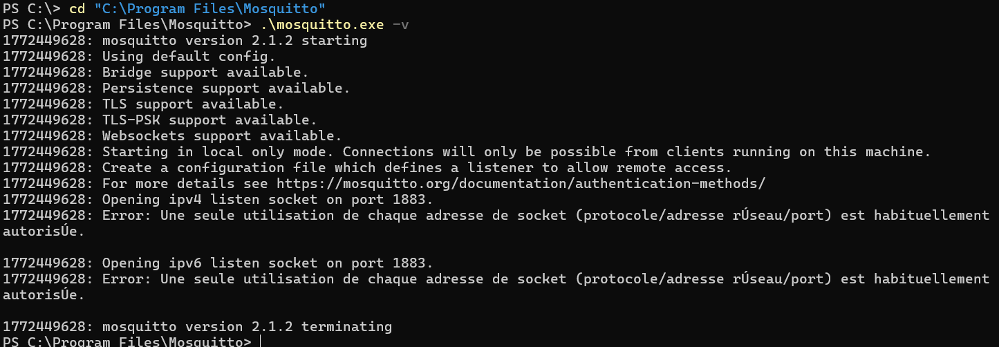 PS C:\> cd "C:\Program Files\Mosquitto"
PS C:\Program Files\Mosquitto> .\mosquitto.exe -v
1772449628: mosquitto version 2.1.2 starting
1772449628: Using default config.
1772449628: Bridge support available.
1772449628: Persistence support available.
1772449628: TLS support available.
1772449628: TLS-PSK support available.
1772449628: Websockets support available.
1772449628: Starting in local only mode. Connections will only be possible from clients running on this machine.
1772449628: Create a configuration file which defines a listener to allow remote access.
1772449628: For more details see https://mosquitto.org/documentation/authentication-methods/
1772449628: Opening ipv4 listen socket on port 1883.
1772449628: Error: Une seule utilisation de chaque adresse de socket (protocole/adresse rÚseau/port) est habituellement
autorisÚe.
1772449628: Opening ipv6 listen socket on port 1883.
1772449628: Error: Une seule utilisation de chaque adresse de socket (protocole/adresse rÚseau/port) est habituellement
autorisÚe.
1772449628: mosquitto version 2.1.2 terminating
PS C:\Program Files\Mosquitto>